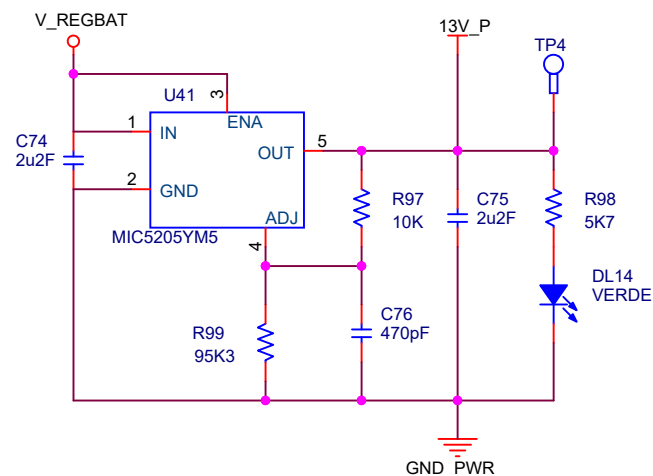 V_REGBAT
13V_P
TP4
U41
3
ENA
C74
2u2F
1
IN
5
OUT
2
GND
R97
10K
C75
2u2F
R98
5K7
ADJ
MIC5205YM5
4
DL14
VERDE
C76
470pF
R99
95K3
GND_PWR